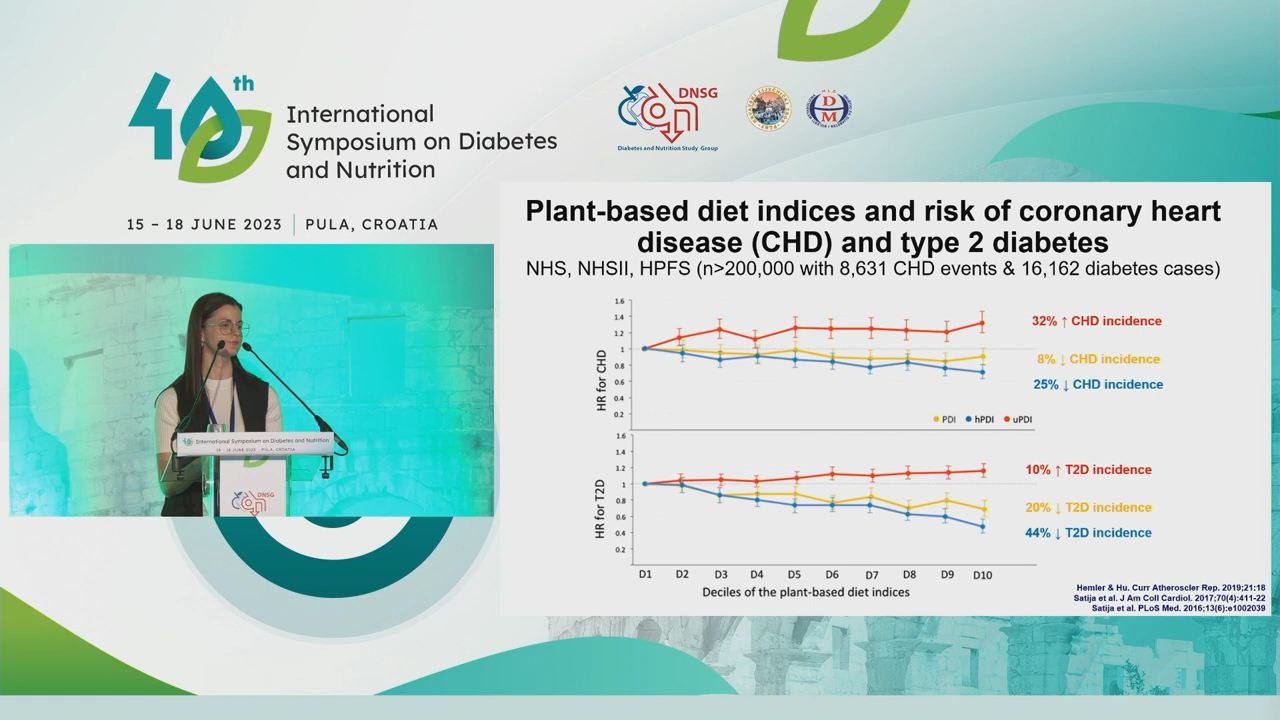 40th
International
Symposium on Diabetes
and Nutrition
15 – 18 JUNE 2023 | PULA, CROATIA
DNSG
Diabetes and Nutrition Study Group
D
M
International Symposium on Diabetes and Nutrition
15 - 18 JUNE 2023 | PULA, CROATIA
DNSG
Plant-based diet indices and risk of coronary heart
disease (CHD) and type 2 diabetes
NHS, NHSII, HPFS (n>200,000 with 8,631 CHD events & 16,162 diabetes cases)
HR for CHD
1.6
1.4
1.2
1
0.8
0.6
0.4
0.2
32% ↑ CHD incidence
8% ↓ CHD incidence
25% ↓ CHD incidence
PDI hPDI uPDI
HR for T2D
1.6
1.4
1.2
1
0.8
0.6
0.4
0.2
10% ↑ T2D incidence
20% ↓ T2D incidence
44% ↓ T2D incidence
D1 D2 D3 D4 D5 D6 D7 D8 D9 D10
Deciles of the plant-based diet indices
Hemler & Hu. Curr Atheroscler Rep. 2019;21:18
Satija et al. J Am Coll Cardiol. 2017;70(4):411-22
Satija et al. PLoS Med. 2016;13(6):e1002039